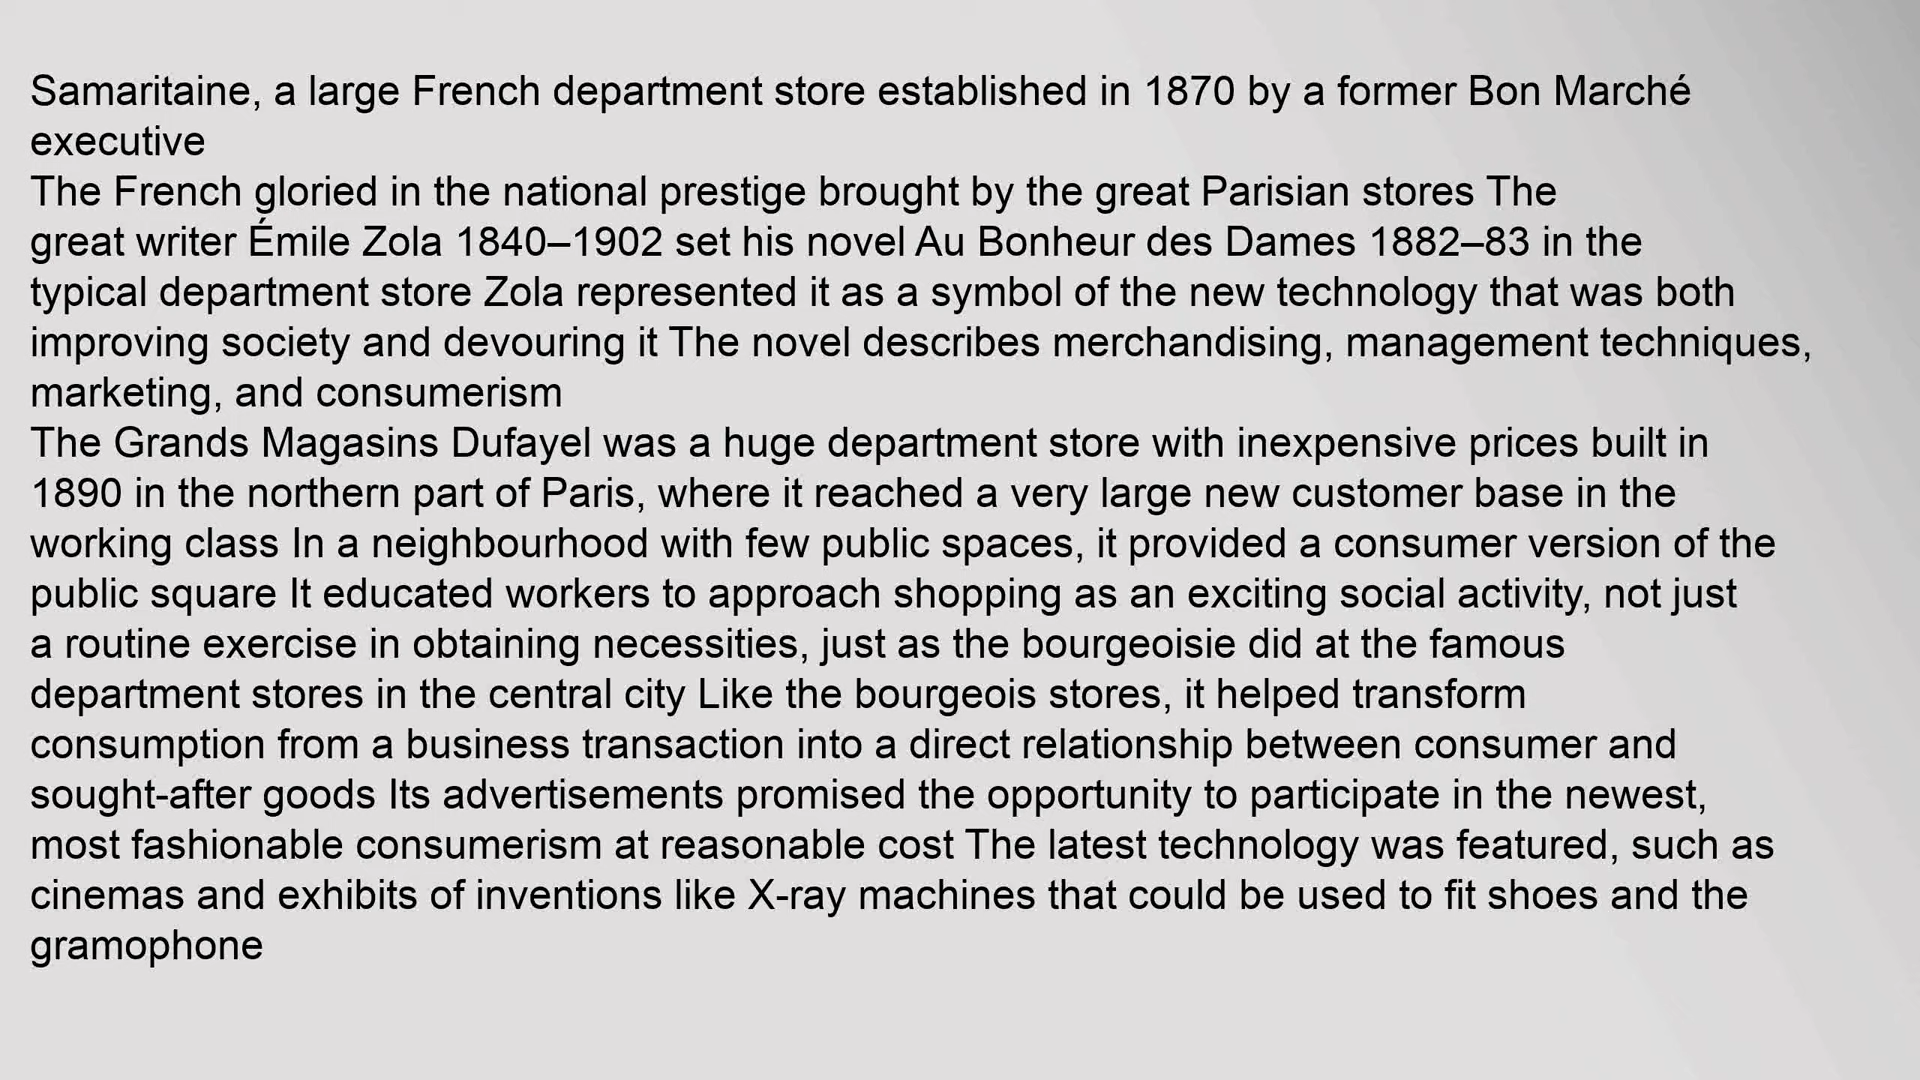 Samaritaine, a large French department store established in 1870 by a former Bon Marché
executive
The French gloried in the national prestige brought by the great Parisian stores The
great writer Émile Zola 1840–1902 set his novel Au Bonheur des Dames 1882–83 in the
typical department store Zola represented it as a symbol of the new technology that was both
improving society and devouring it The novel describes merchandising, management techniques,
marketing, and consumerism
The Grands Magasins Dufayel was a huge department store with inexpensive prices built in
1890 in the northern part of Paris, where it reached a very large new customer base in the
working class In a neighbourhood with few public spaces, it provided a consumer version of the
public square It educated workers to approach shopping as an exciting social activity, not just
a routine exercise in obtaining necessities, just as the bourgeoisie did at the famous
department stores in the central city Like the bourgeois stores, it helped transform
consumption from a business transaction into a direct relationship between consumer and
sought-after goods Its advertisements promised the opportunity to participate in the newest,
most fashionable consumerism at reasonable cost The latest technology was featured, such as
cinemas and exhibits of inventions like X-ray machines that could be used to fit shoes and the
gramophone